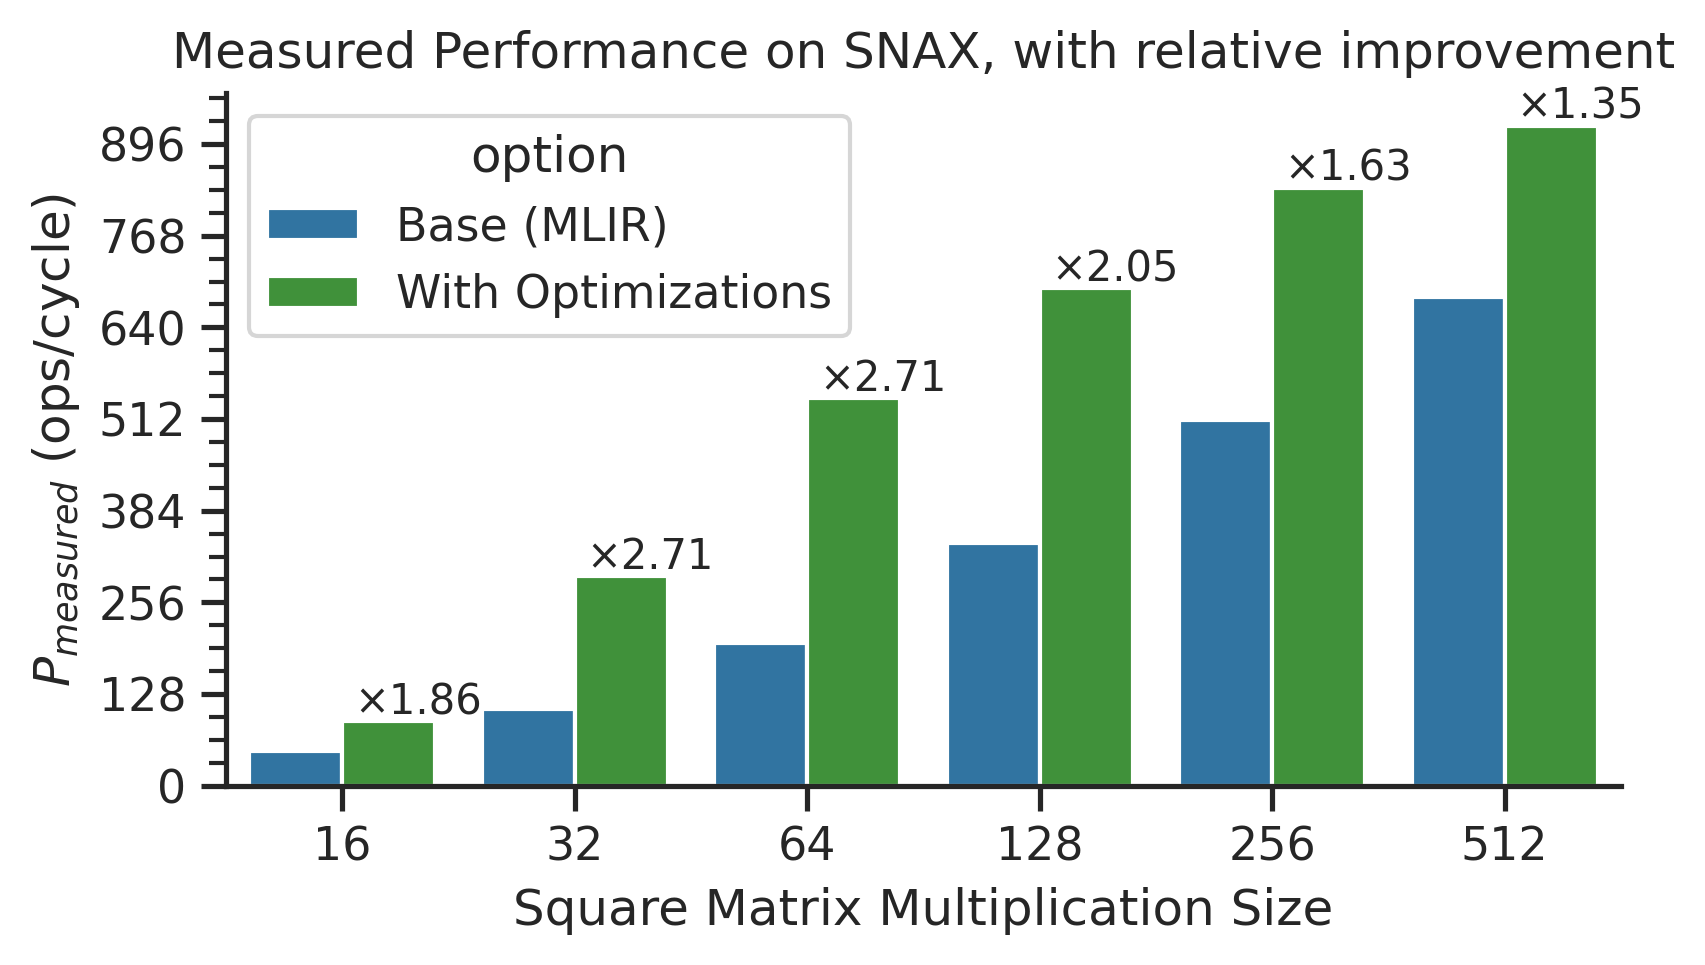 Measured Performance on SNAX, with relative improvement
P_measured (ops/cycle)
896
768
640
512
384
256
128
0
option
Base (MLIR)
With Optimizations
×1.86
×2.71
×2.71
×2.05
×1.63
×1.35
16 32 64 128 256 512
Square Matrix Multiplication Size